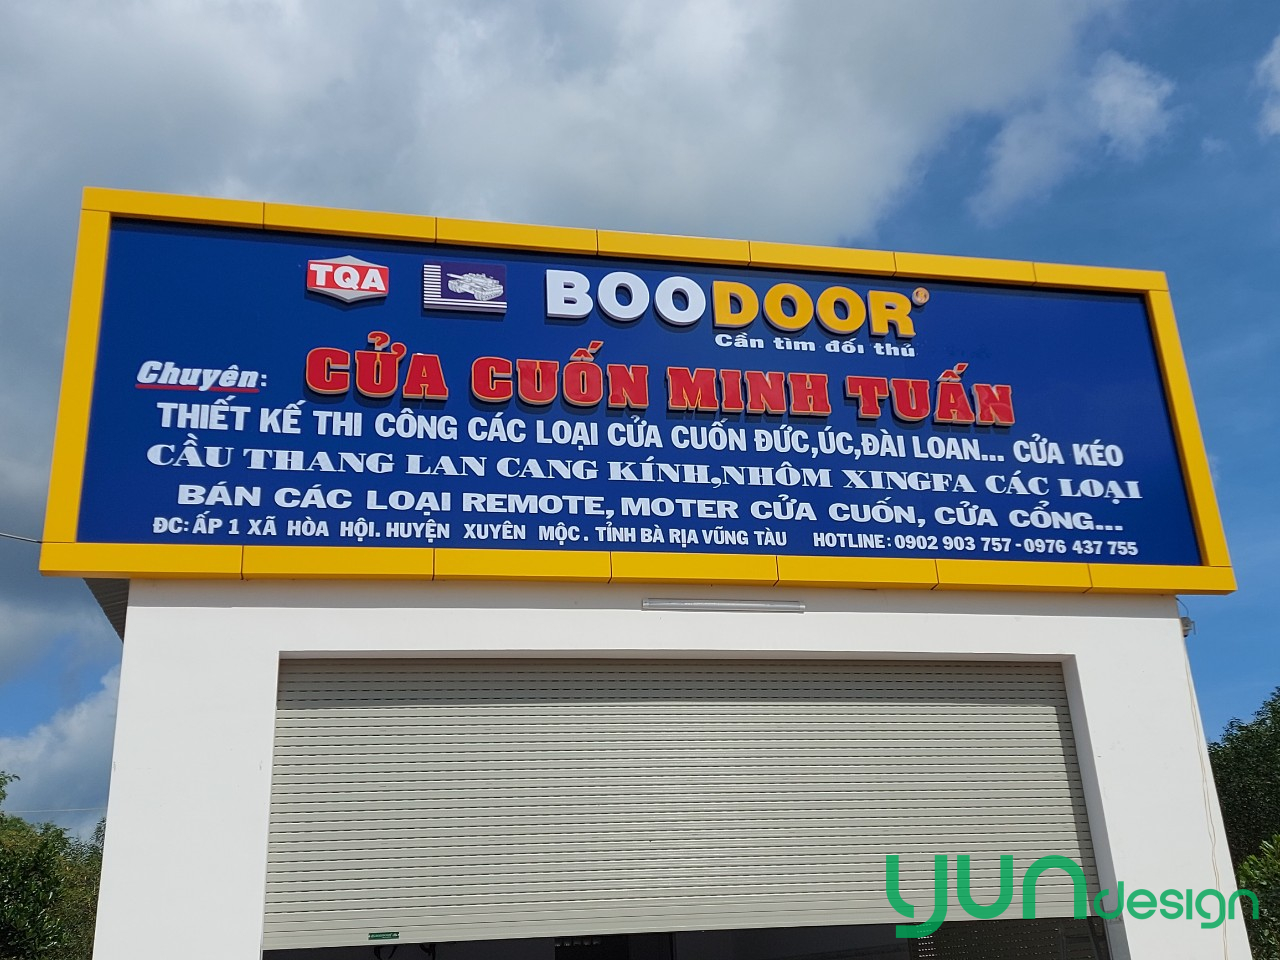 TQA
BOODOOR®
Cần tìm đối thủ
CỬA CUỐN MINH TUẤN
Chuyên:
THIẾT KẾ THI CÔNG CÁC LOẠI CỬA CUỐN ĐỨC,ÚC,ĐÀI LOAN... CỬA KÉO
CẦU THANG LAN CANG KÍNH,NHÔM XINGFA CÁC LOẠI
BÁN CÁC LOẠI REMOTE, MOTER CỬA CUỐN, CỬA CỔNG...
ĐC: ẤP 1 XÃ HÒA HỘI. HUYỆN XUYÊN MỘC. TỈNH BÀ RỊA VŨNG TÀU HOTLINE: 0902 903 757 - 0976 437 755
yun design